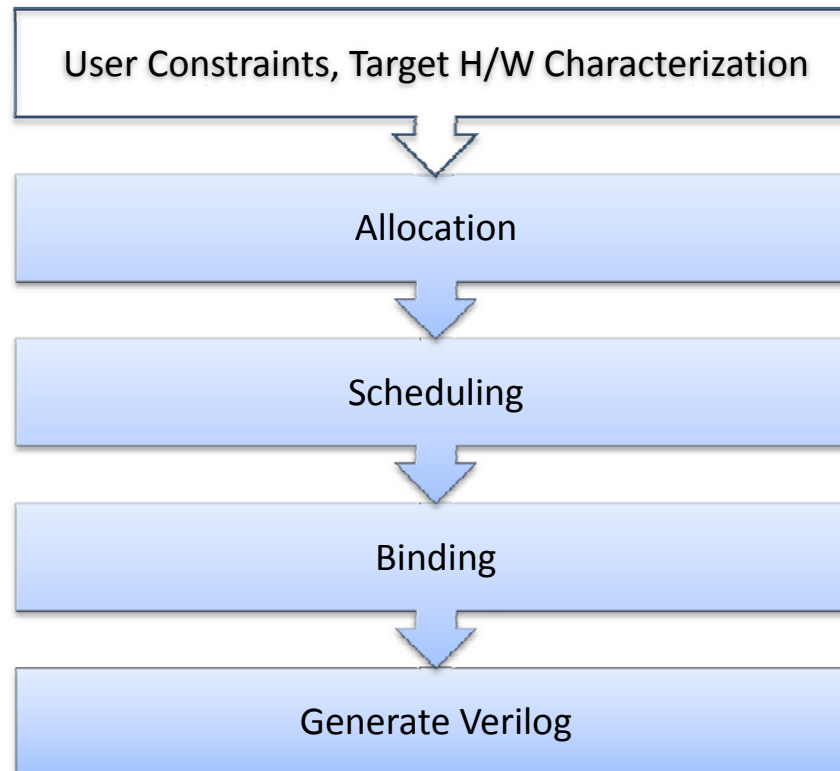 User Constraints, Target H/W Characterization
Allocation
Scheduling
Binding
Generate Verilog